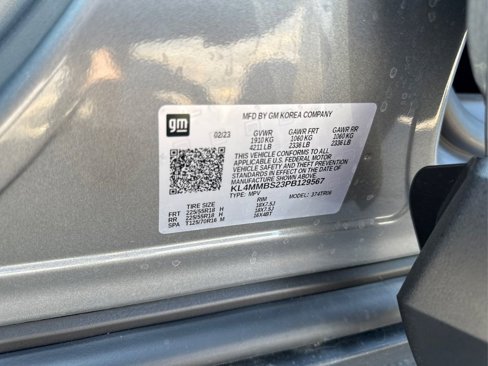 gm
MFD BY GM KOREA COMPANY
02/23 GVWR GAWR FRT GAWR RR
1910 KG 1060 KG 1060 KG
4211 LB 2336 LB 2336 LB
THIS VEHICLE CONFORMS TO ALL
APPLICABLE U.S. FEDERAL MOTOR
VEHICLE SAFETY AND THEFT PREVENTION
STANDARDS IN EFFECT ON THE DATE OF
MANUFACTURE SHOWN ABOVE.
KL4MMBS23PB129567
TYPE: MPV MODEL: 374TR06
TIRE SIZE RIM
FRT 225/55R18 H 18X7.5J
RR 225/55R18 H 18X7.5J
SPA T125/70R16 M 16X4BT